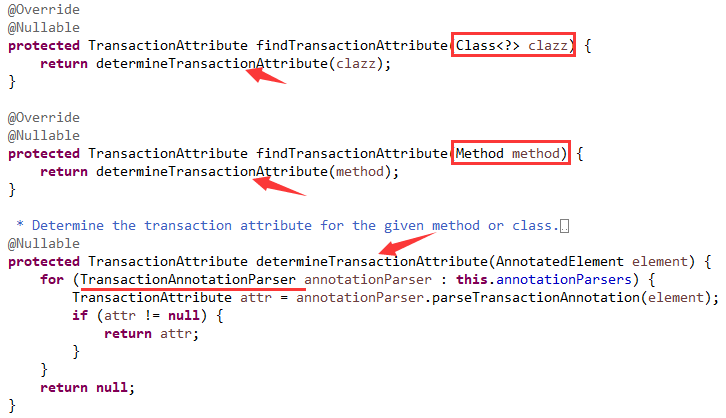 @Override
@Nullable
protected TransactionAttribute findTransactionAttribute(Class<?> clazz) {
    return determineTransactionAttribute(clazz);
}
@Override
@Nullable
protected TransactionAttribute findTransactionAttribute(Method method) {
    return determineTransactionAttribute(method);
}
 * Determine the transaction attribute for the given method or class...
@Nullable
protected TransactionAttribute determineTransactionAttribute(AnnotatedElement element) {
    for (TransactionAnnotationParser annotationParser : this.annotationParsers) {
        TransactionAttribute attr = annotationParser.parseTransactionAnnotation(element);
        if (attr != null) {
            return attr;
        }
    }
    return null;
}